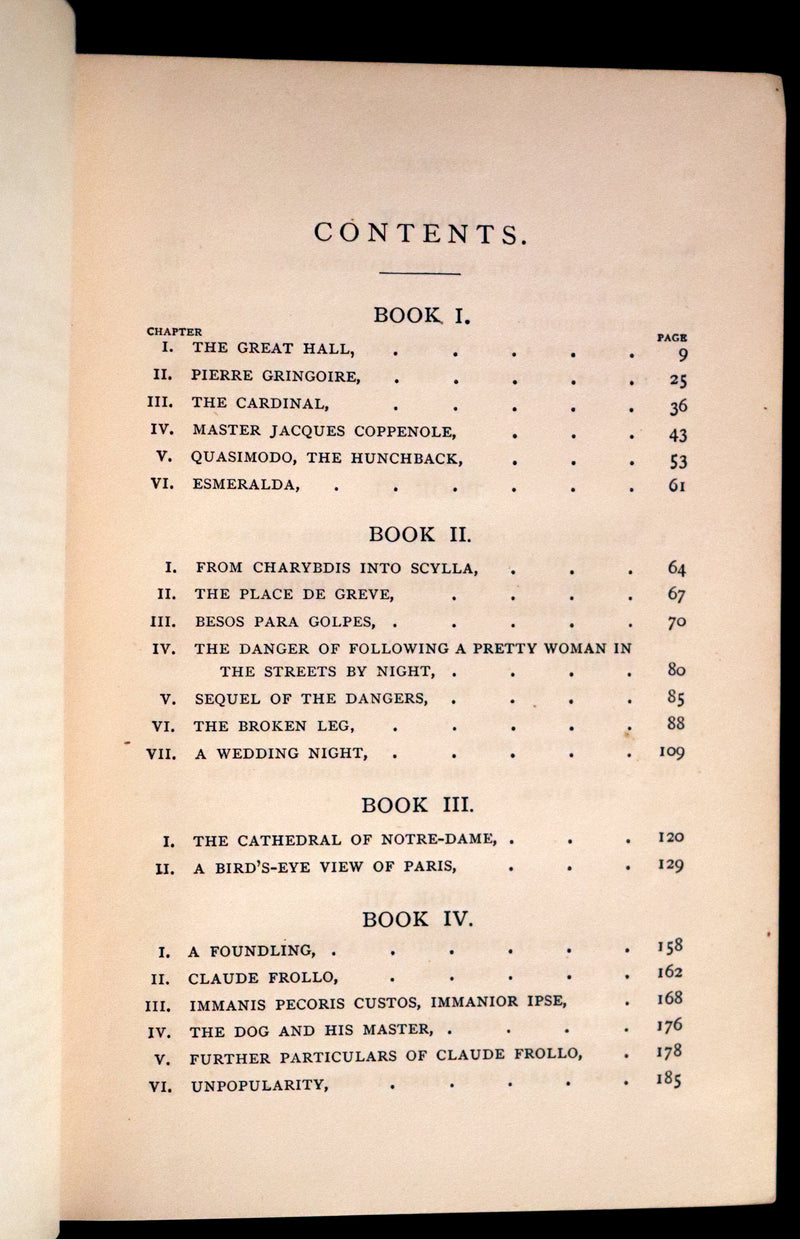 CONTENTS.
BOOK I.
CHAPTER PAGE
I. THE GREAT HALL, . . . . . 9
II. PIERRE GRINGOIRE, . . . . . 25
III. THE CARDINAL, . . . . . 36
IV. MASTER JACQUES COPPENOLE, . . . 43
V. QUASIMODO, THE HUNCHBACK, . . . 53
VI. ESMERALDA, . . . . . . 61
BOOK II.
I. FROM CHARYBDIS INTO SCYLLA, . . . 64
II. THE PLACE DE GREVE, . . . . 67
III. BESOS PARA GOLPES, . . . . . 70
IV. THE DANGER OF FOLLOWING A PRETTY WOMAN IN
THE STREETS BY NIGHT, . . . . 80
V. SEQUEL OF THE DANGERS, . . . . 85
VI. THE BROKEN LEG, . . . . . 88
VII. A WEDDING NIGHT, . . . . . 109
BOOK III.
I. THE CATHEDRAL OF NOTRE-DAME, . . . 120
II. A BIRD'S-EYE VIEW OF PARIS, . . . 129
BOOK IV.
I. A FOUNDLING, . . . . . . 158
II. CLAUDE FROLLO, . . . . . 162
III. IMMANIS PECORIS CUSTOS, IMMANIOR IPSE, . 168
IV. THE DOG AND HIS MASTER, . . . . 176
V. FURTHER PARTICULARS OF CLAUDE FROLLO, . 178
VI. UNPOPULARITY, . . . . . 185